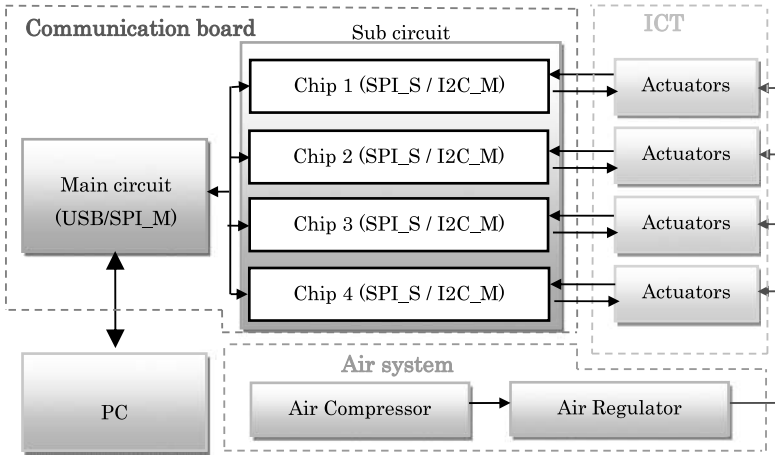 Communication board
Sub circuit
ICT
Chip 1 (SPI_S / I2C_M)
Actuators
Chip 2 (SPI_S / I2C_M)
Actuators
Main circuit
(USB/SPI_M)
Chip 3 (SPI_S / I2C_M)
Actuators
Chip 4 (SPI_S / I2C_M)
Actuators
Air system
PC
Air Compressor
Air Regulator